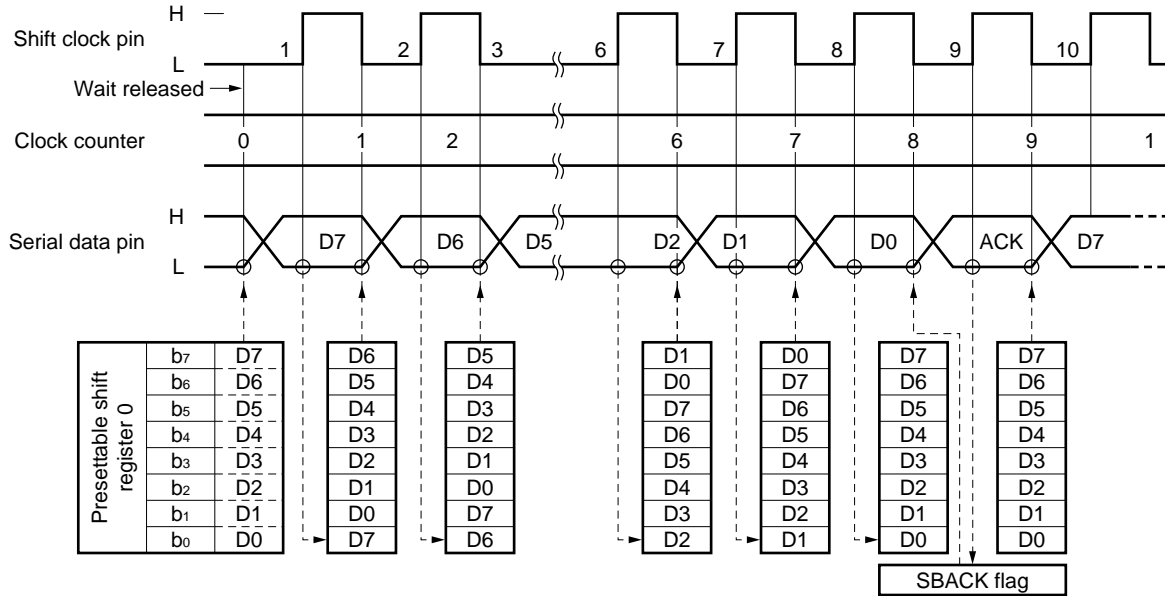 H
Shift clock pin
1 2 3 6 7 8 9 10
L
Wait released
Clock counter
0 1 2 6 7 8 9 1
H
Serial data pin
D7 D6 D5 D2 D1 D0 ACK D7
L
Presettable shift register 0
b7 D7 D6 D5 D1 D0 D7 D7
b6 D6 D5 D4 D0 D7 D6 D6
b5 D5 D4 D3 D7 D6 D5 D5
b4 D4 D3 D2 D6 D5 D4 D4
b3 D3 D2 D1 D5 D4 D3 D3
b2 D2 D1 D0 D4 D3 D2 D2
b1 D1 D0 D7 D3 D2 D1 D1
b0 D0 D7 D6 D2 D1 D0 D0
SBACK flag